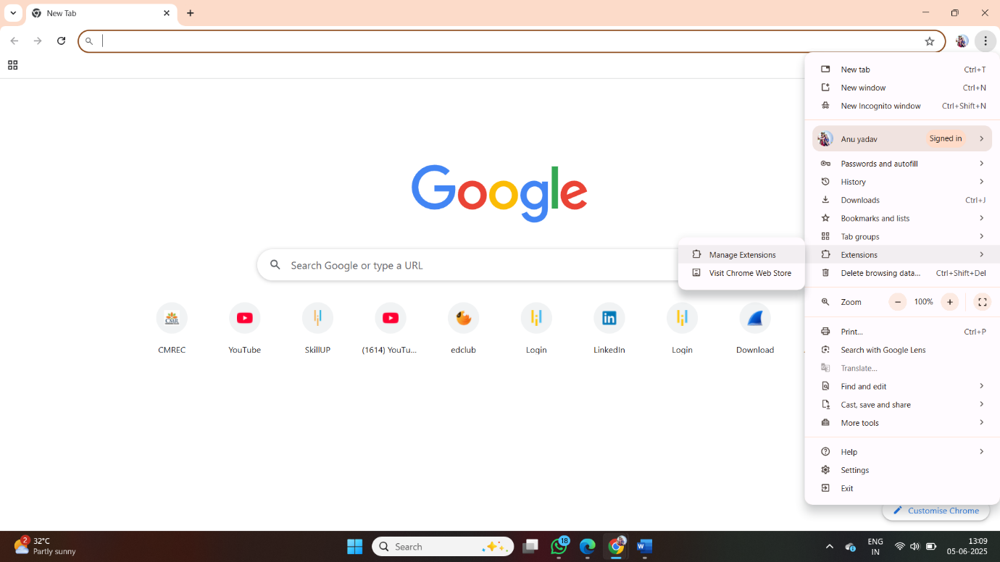 New Tab
New tab Ctrl+T
New window Ctrl+N
New Incognito window Ctrl+Shift+N
Anu yadav Signed in
Passwords and autofill
History
Downloads Ctrl+J
Bookmarks and lists
Tab groups
Extensions
Delete browsing data... Ctrl+Shift+Del
Zoom − 100% +
Print... Ctrl+P
Search with Google Lens
Translate...
Find and edit
Cast, save and share
More tools
Help
Settings
Exit
Manage Extensions
Visit Chrome Web Store
Google
Search Google or type a URL
CMREC YouTube SkillUP (1614) YouTu... edclub Login LinkedIn Login Download
Customise Chrome
2
32°C
Partly sunny
Search
18
ENG
IN
13:09
05-06-2025